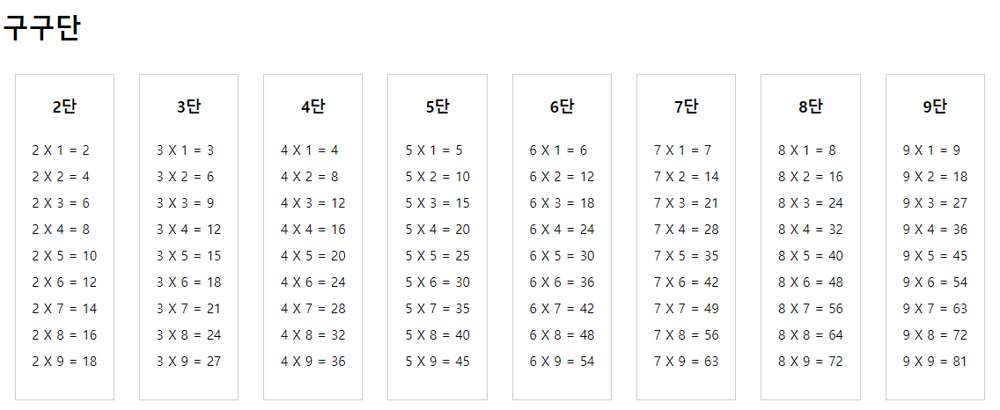 구구단
2단
2 X 1 = 2
2 X 2 = 4
2 X 3 = 6
2 X 4 = 8
2 X 5 = 10
2 X 6 = 12
2 X 7 = 14
2 X 8 = 16
2 X 9 = 18
3단
3 X 1 = 3
3 X 2 = 6
3 X 3 = 9
3 X 4 = 12
3 X 5 = 15
3 X 6 = 18
3 X 7 = 21
3 X 8 = 24
3 X 9 = 27
4단
4 X 1 = 4
4 X 2 = 8
4 X 3 = 12
4 X 4 = 16
4 X 5 = 20
4 X 6 = 24
4 X 7 = 28
4 X 8 = 32
4 X 9 = 36
5단
5 X 1 = 5
5 X 2 = 10
5 X 3 = 15
5 X 4 = 20
5 X 5 = 25
5 X 6 = 30
5 X 7 = 35
5 X 8 = 40
5 X 9 = 45
6단
6 X 1 = 6
6 X 2 = 12
6 X 3 = 18
6 X 4 = 24
6 X 5 = 30
6 X 6 = 36
6 X 7 = 42
6 X 8 = 48
6 X 9 = 54
7단
7 X 1 = 7
7 X 2 = 14
7 X 3 = 21
7 X 4 = 28
7 X 5 = 35
7 X 6 = 42
7 X 7 = 49
7 X 8 = 56
7 X 9 = 63
8단
8 X 1 = 8
8 X 2 = 16
8 X 3 = 24
8 X 4 = 32
8 X 5 = 40
8 X 6 = 48
8 X 7 = 56
8 X 8 = 64
8 X 9 = 72
9단
9 X 1 = 9
9 X 2 = 18
9 X 3 = 27
9 X 4 = 36
9 X 5 = 45
9 X 6 = 54
9 X 7 = 63
9 X 8 = 72
9 X 9 = 81